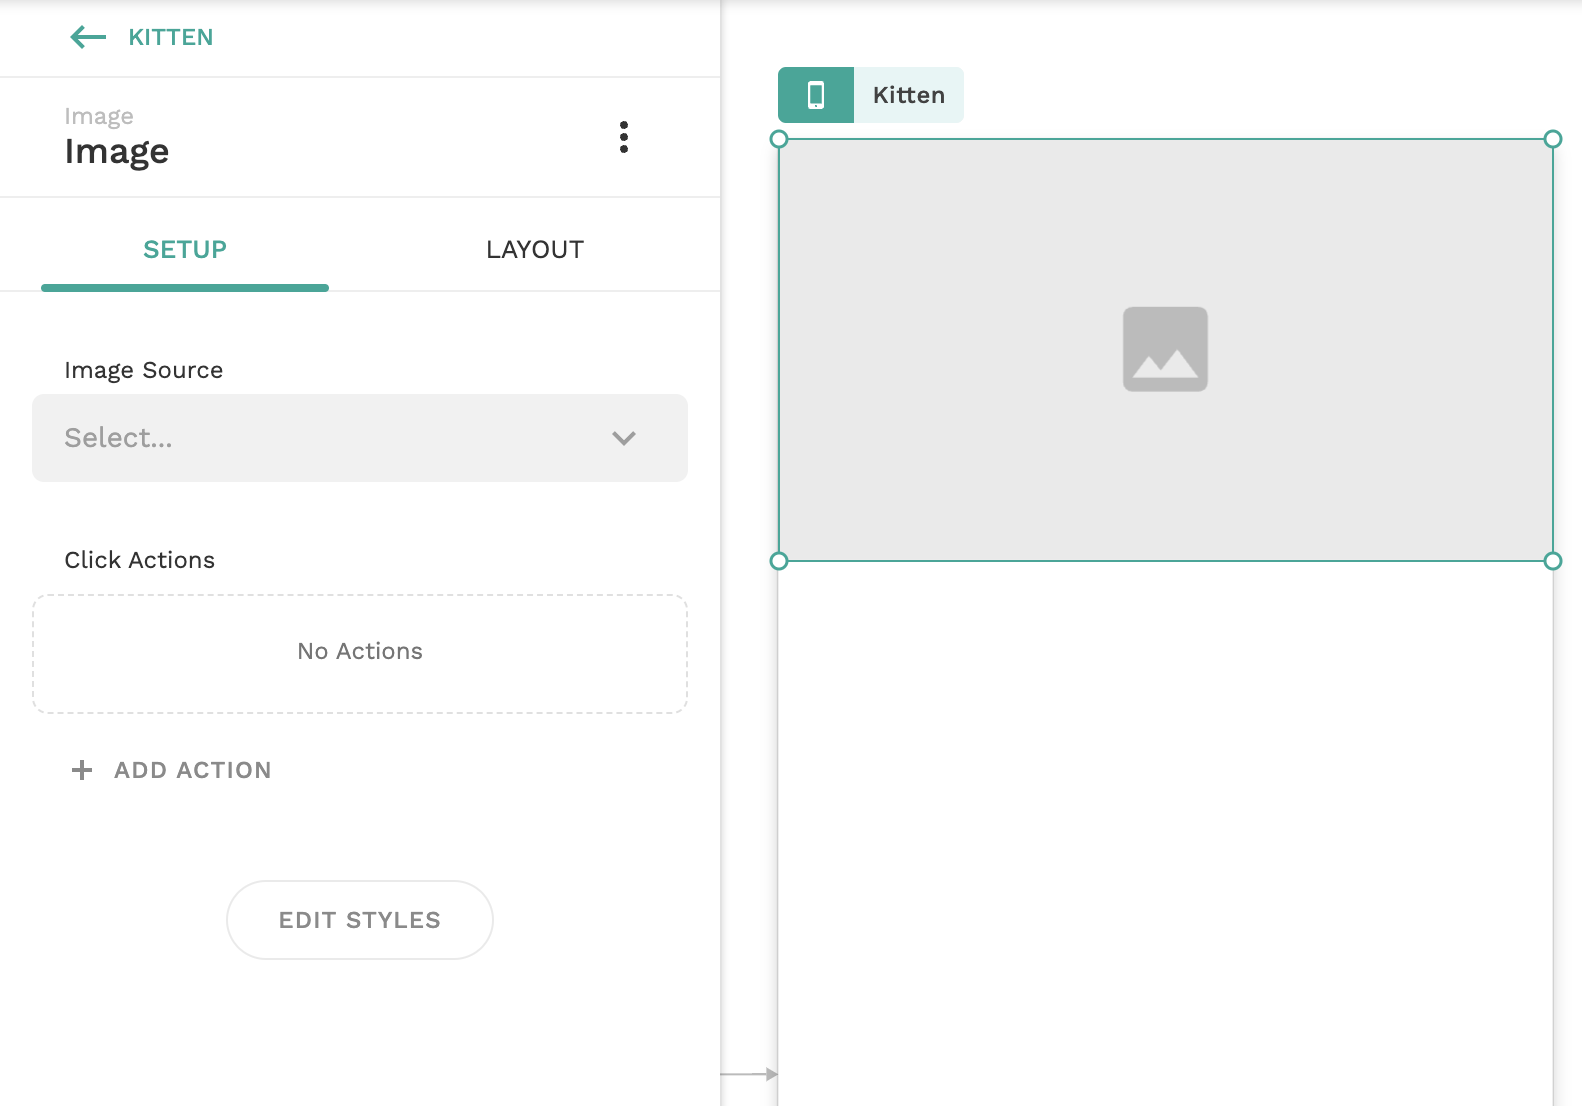 KITTEN
Image
Image
SETUP
LAYOUT
Image Source
Select...
Click Actions
No Actions
ADD ACTION
EDIT STYLES
Kitten